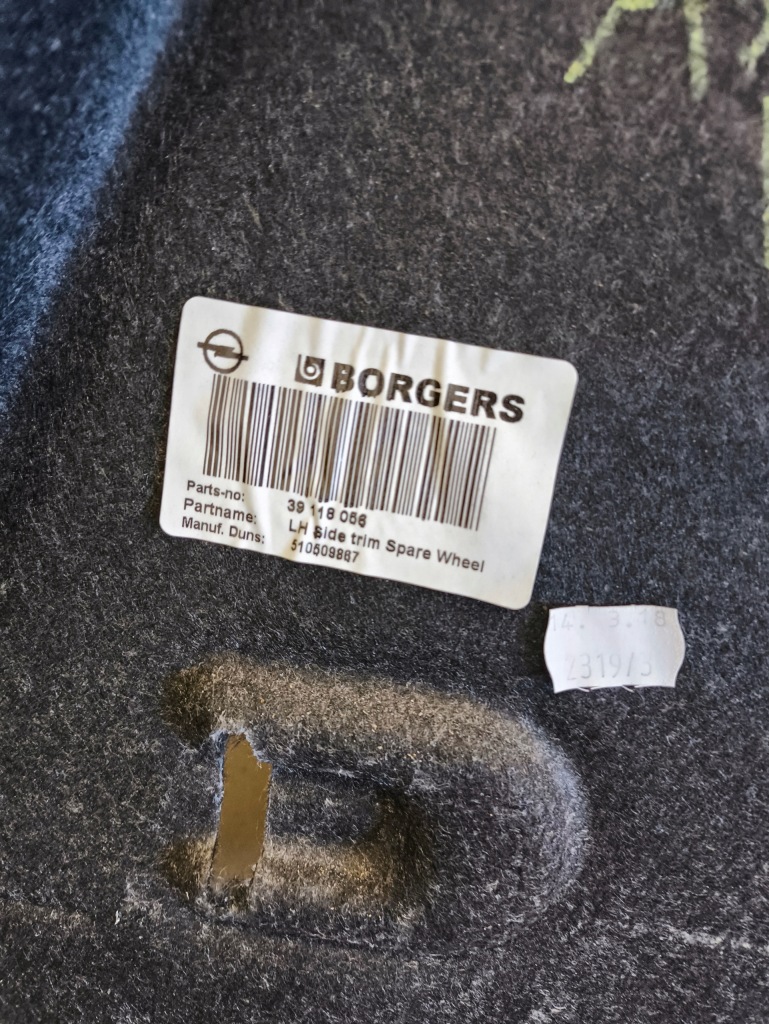 BORGERS
Parts-no: 39 118 056
Partname: LH Side trim Spare Wheel
Manuf. Duns: 510509887
14. 3.18
2319/3